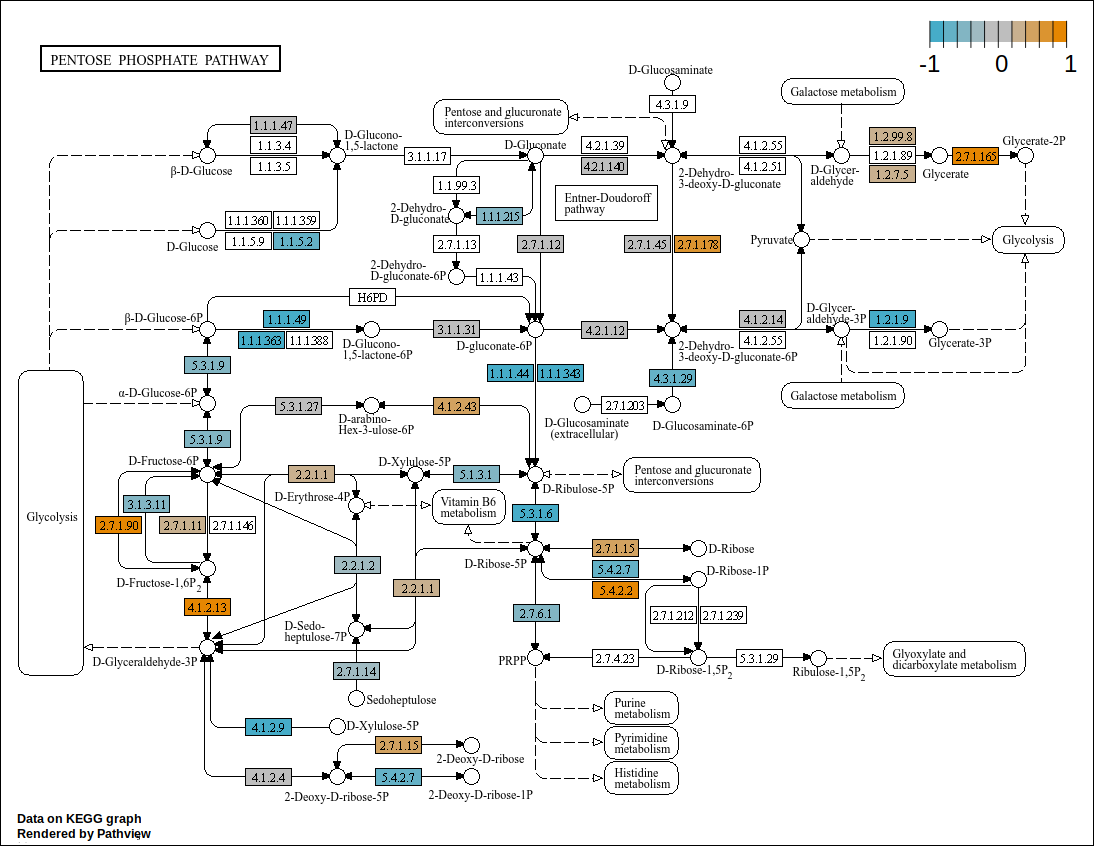 PENTOSE PHOSPHATE PATHWAY
-1 0 1
D-Glucosaminate
4.3.1.9
Galactose metabolism
Pentose and glucuronate
interconversions
1.1.1.47
1.1.3.4
1.1.3.5
β-D-Glucose
D-Glucono-
1,5-lactone
3.1.1.17
D-Gluconate
4.2.1.39
4.2.1.140
2-Dehydro-
3-deoxy-D-gluconate
4.2.1.55
4.2.1.51
D-Glycer-
aldehyde
1.2.99.8
1.2.1.89
1.2.7.5
Glycerate
2.7.1.165
Glycerate-2P
1.1.99.3
Entner-Doudoroff
pathway
2-Dehydro-
D-gluconate
1.1.1.215
1.1.1.360 1.1.1.359
1.1.5.9 1.1.5.2
D-Glucose
2.7.1.13
2.7.1.12
2.7.1.45 2.7.1.178
Pyruvate
Glycolysis
2-Dehydro-
D-gluconate-6P
1.1.1.43
H6PD
β-D-Glucose-6P
1.1.1.49
1.1.1.363 1.1.1.388
D-Glucono-
1,5-lactone-6P
3.1.1.31
D-gluconate-6P
4.2.1.12
2-Dehydro-
3-deoxy-D-gluconate-6P
4.2.1.14
4.2.1.55
D-Glycer-
aldehyde-3P
1.2.1.9
1.2.1.90
Glycerate-3P
5.3.1.9
1.1.1.44 1.1.1.343
4.3.1.29
Galactose metabolism
α-D-Glucose-6P
5.3.1.27
D-arabino-
Hex-3-ulose-6P
4.1.2.43
D-Glucosaminate
(extracellular)
2.7.1.203
D-Glucosaminate-6P
5.3.1.9
D-Fructose-6P
2.2.1.1
D-Xylulose-5P
5.1.3.1
D-Ribulose-5P
Pentose and glucuronate
interconversions
D-Erythrose-4P
Vitamin B6
metabolism
3.1.3.11
Glycolysis
2.7.1.90
2.7.1.11 2.7.1.146
5.3.1.6
D-Ribose-5P
2.7.1.15
D-Ribose
2.2.1.2
5.4.2.7
5.4.2.2
D-Ribose-1P
D-Fructose-1,6P2
2.2.1.1
4.1.2.13
2.7.6.1
2.7.1.212 2.7.1.239
D-Sedo-
heptulose-7P
D-Glyceraldehyde-3P
PRPP
2.7.4.23
D-Ribose-1,5P2
5.3.1.29
Ribulose-1,5P2
Glyoxylate and
dicarboxylate metabolism
2.7.1.14
Sedoheptulose
Purine
metabolism
4.1.2.9
D-Xylulose-5P
Pyrimidine
metabolism
2.7.1.15
2-Deoxy-D-ribose
4.1.2.4
2-Deoxy-D-ribose-5P
5.4.2.7
2-Deoxy-D-ribose-1P
Histidine
metabolism
Data on KEGG graph
Rendered by Pathview